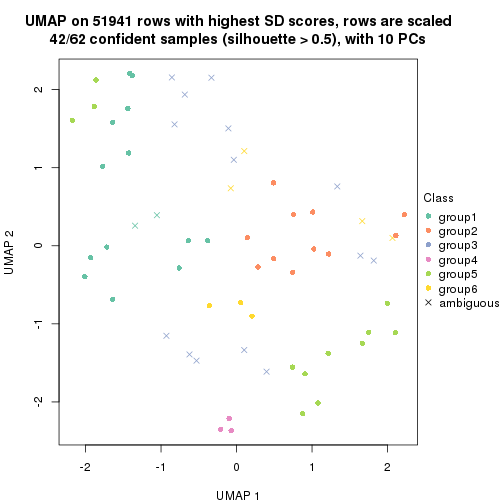 UMAP on 51941 rows with highest SD scores, rows are scaled
42/62 confident samples (silhouette > 0.5), with 10 PCs
UMAP 2
2
1
0
-1
-2
-2
-1
0
1
2
UMAP 1
Class
group1
group2
group3
group4
group5
group6
ambiguous